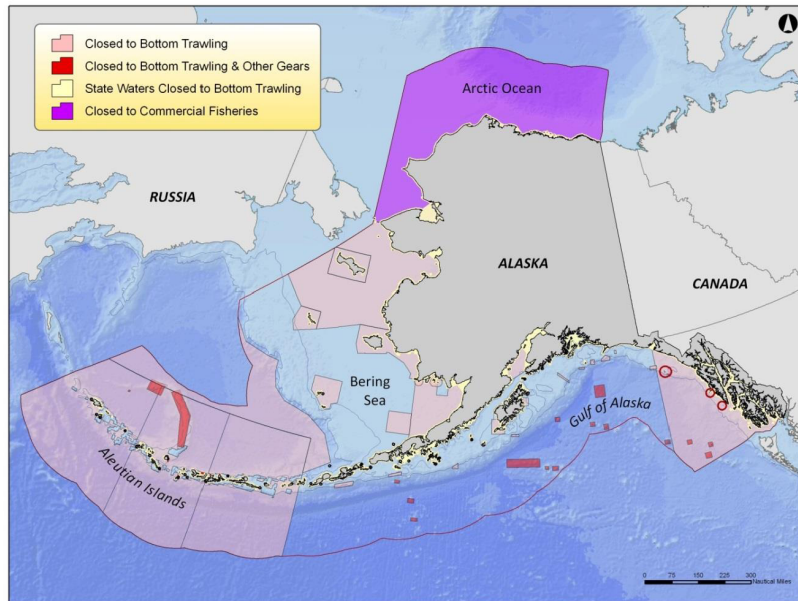 Closed to Bottom Trawling
Closed to Bottom Trawling & Other Gears
State Waters Closed to Bottom Trawling
Closed to Commercial Fisheries
Arctic Ocean
RUSSIA
ALASKA
CANADA
Bering
Sea
Gulf of Alaska
Aleutian Islands
0 75 150 225 300
Nautical Miles